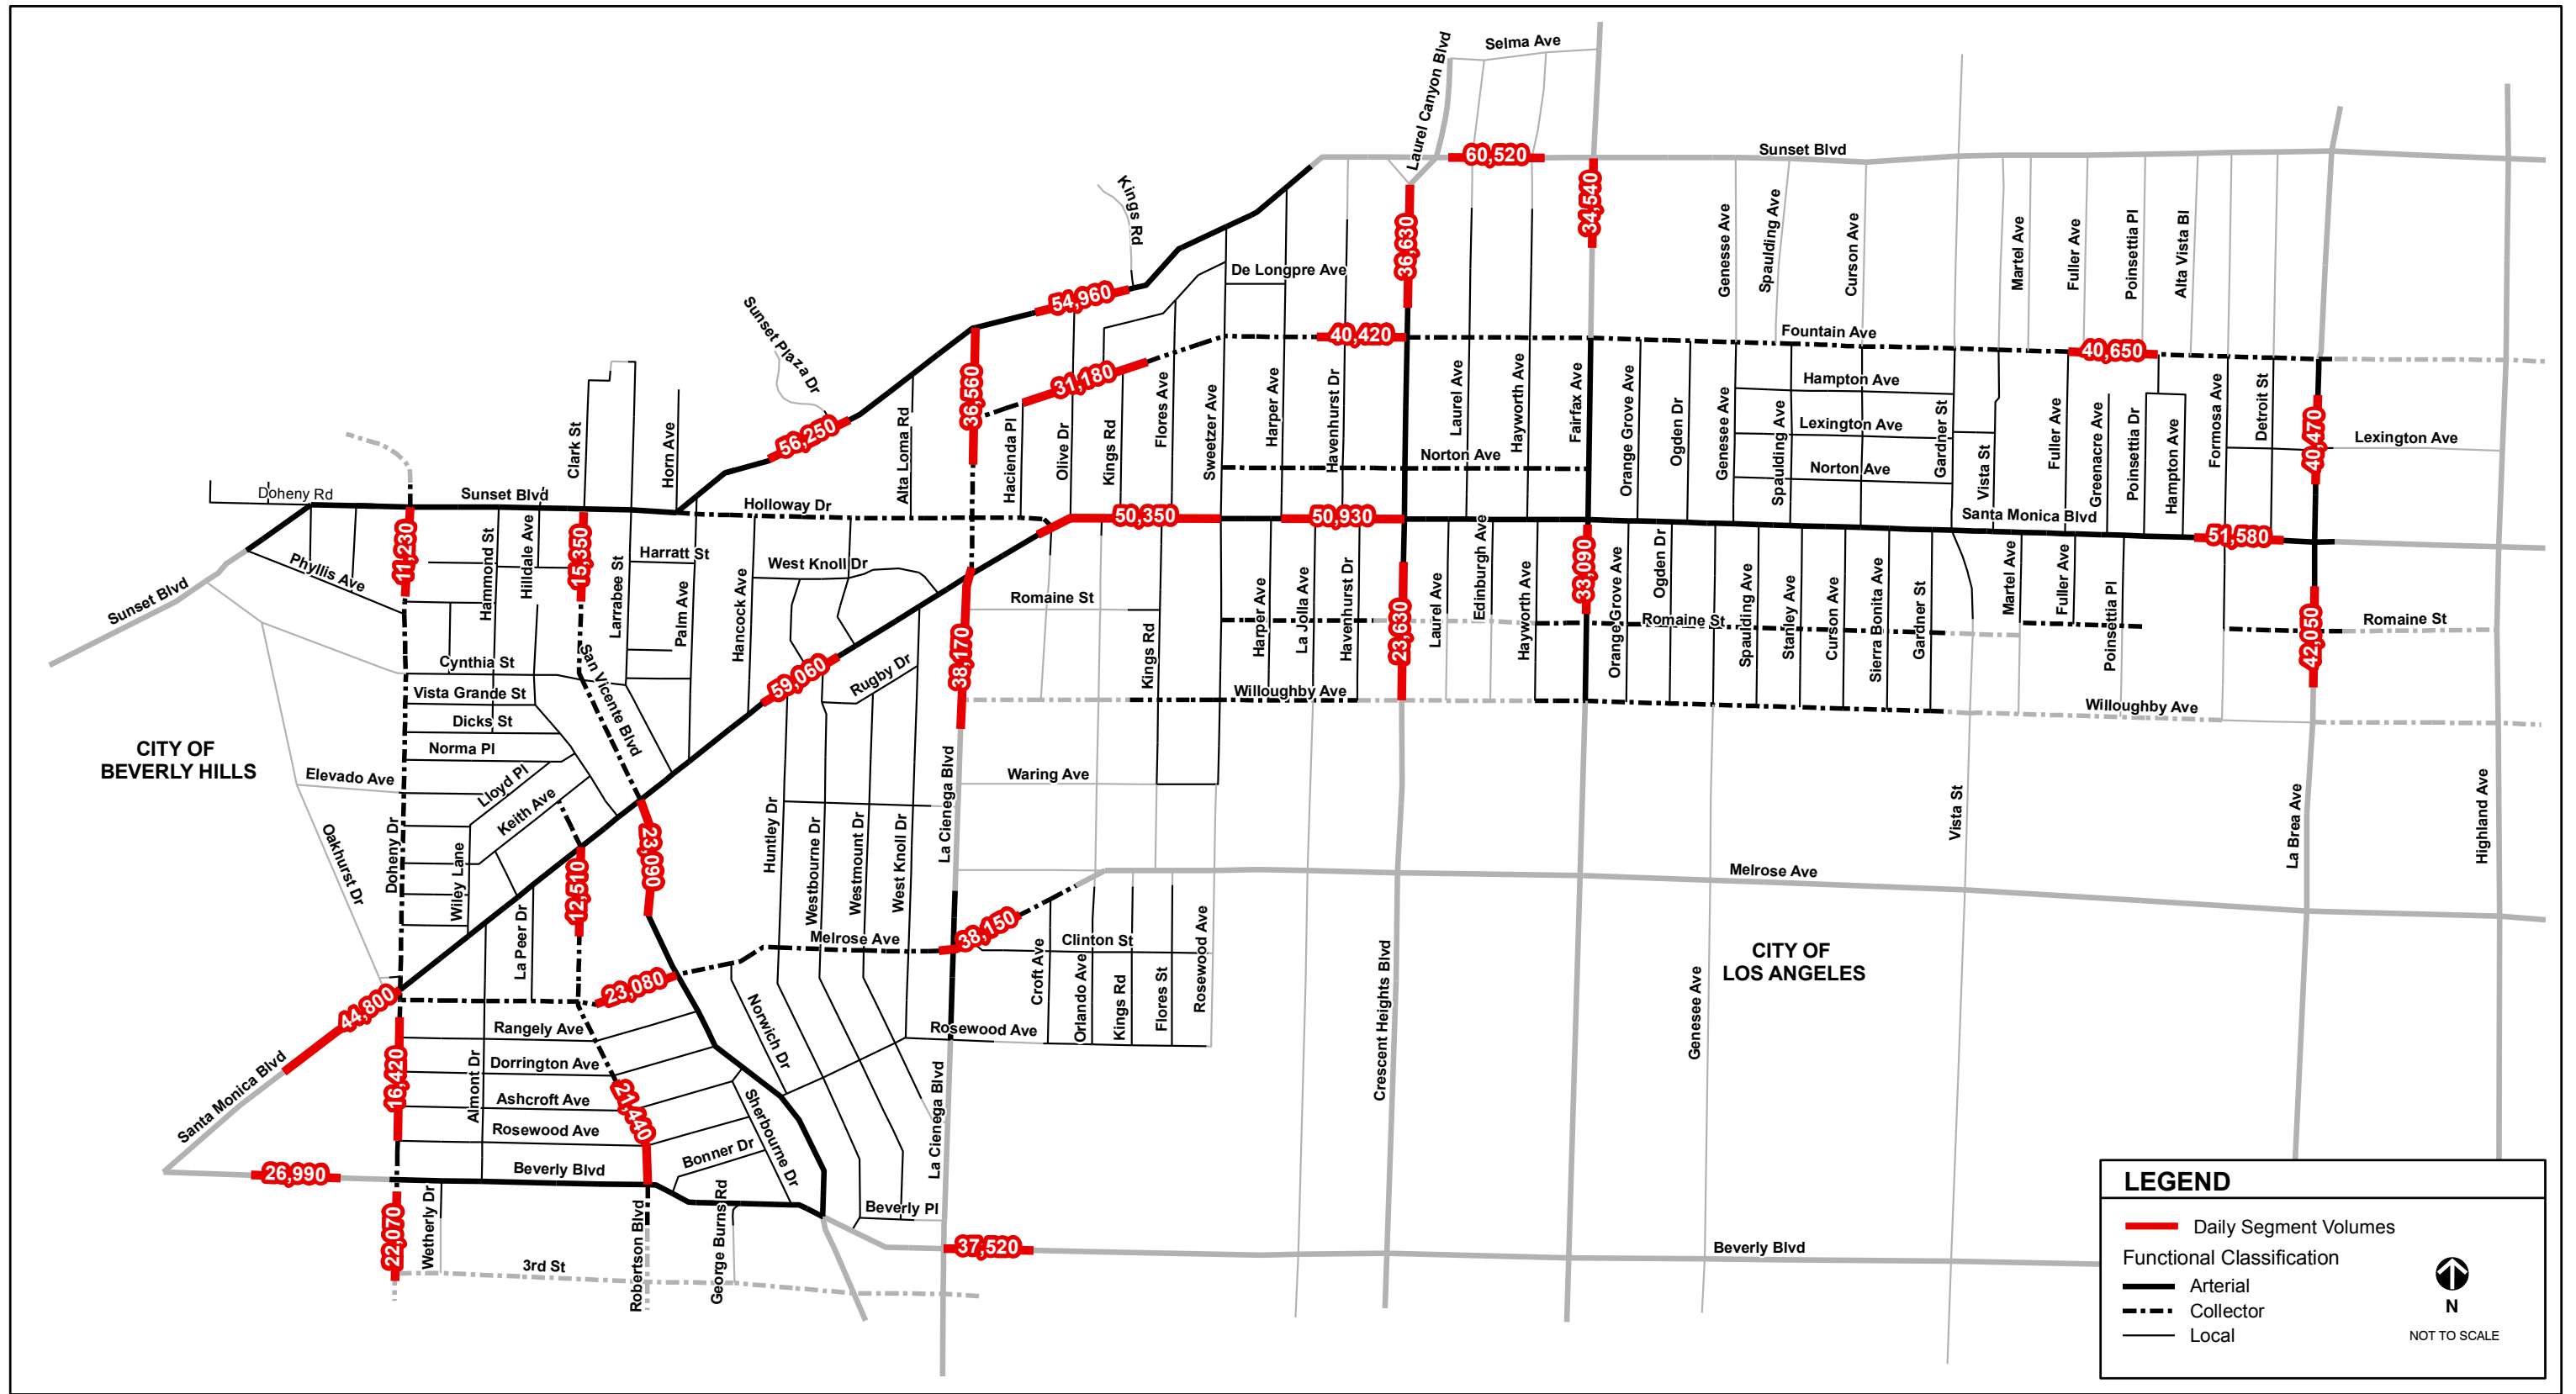 Selma Ave
Laurel Canyon Blvd
60,520
Sunset Blvd
34,540
36,630
Kings Rd
De Longpre Ave
54,960
Genesee Ave
Spaulding Ave
Curson Ave
Martel Ave
Fuller Ave
Poinsettia Pl
Alta Vista Bl
Sunset Plaza Dr
40,420
Fountain Ave
40,650
36,560
31,180
Hampton Ave
Lexington Ave
Norton Ave
Norton Ave
Lexington Ave
40,470
56,250
Clark St
Horn Ave
Alta Loma Rd
Hacienda Pl
Olive Dr
Kings Rd
Flores Ave
Sweetzer Ave
Harper Ave
Havenhurst Dr
Laurel Ave
Hayworth Ave
Fairfax Ave
Orange Grove Ave
Ogden Dr
Genesee Ave
Spaulding Ave
Gardner St
Vista St
Fuller Ave
Greenacre Ave
Poinsettia Dr
Hampton Ave
Formosa Ave
Detroit St
Doheny Rd
Sunset Blvd
Holloway Dr
50,350
50,930
Santa Monica Blvd
51,580
11,230
15,350
Hammond St
Hilldale Ave
Larrabee St
Harratt St
Palm Ave
Hancock Ave
West Knoll Dr
Phyllis Ave
Sunset Blvd
Romaine St
38,170
33,090
23,630
42,050
Kings Rd
Harper Ave
La Jolla Ave
Havenhurst Dr
Laurel Ave
Edinburgh Ave
Hayworth Ave
Orange Grove Ave
Ogden Dr
Romaine St
Spaulding Ave
Stanley Ave
Curson Ave
Sierra Bonita Ave
Gardner St
Martel Ave
Fuller Ave
Poinsettia Pl
Romaine St
Cynthia St
Vista Grande St
Dicks St
Norma Pl
San Vicente Blvd
59,060
Rugby Dr
Willoughby Ave
Willoughby Ave
CITY OF
BEVERLY HILLS
Elevado Ave
Lloyd Pl
Keith Ave
Waring Ave
Oakhurst Dr
Doheny Dr
Wiley Lane
La Peer Dr
12,510
23,090
Huntley Dr
Westbourne Dr
Westmount Dr
West Knoll Dr
La Cienega Blvd
Vista St
La Brea Ave
Highland Ave
Melrose Ave
Melrose Ave
38,150
Clinton St
Croft Ave
Orlando Ave
Kings Rd
Flores St
Rosewood Ave
CITY OF
LOS ANGELES
44,800
23,080
Norwich Dr
Rosewood Ave
Crescent Heights Blvd
Genesee Ave
Santa Monica Blvd
16,420
Rangely Ave
Dorrington Ave
Ashcroft Ave
Rosewood Ave
Almont Dr
21,440
Sherbourne Dr
Bonner Dr
La Cienega Blvd
26,990
Beverly Blvd
22,070
Wetherly Dr
Robertson Blvd
George Burns Rd
Beverly Pl
37,520
Beverly Blvd
3rd St
LEGEND
Daily Segment Volumes
Functional Classification
Arterial
Collector
Local
N
NOT TO SCALE